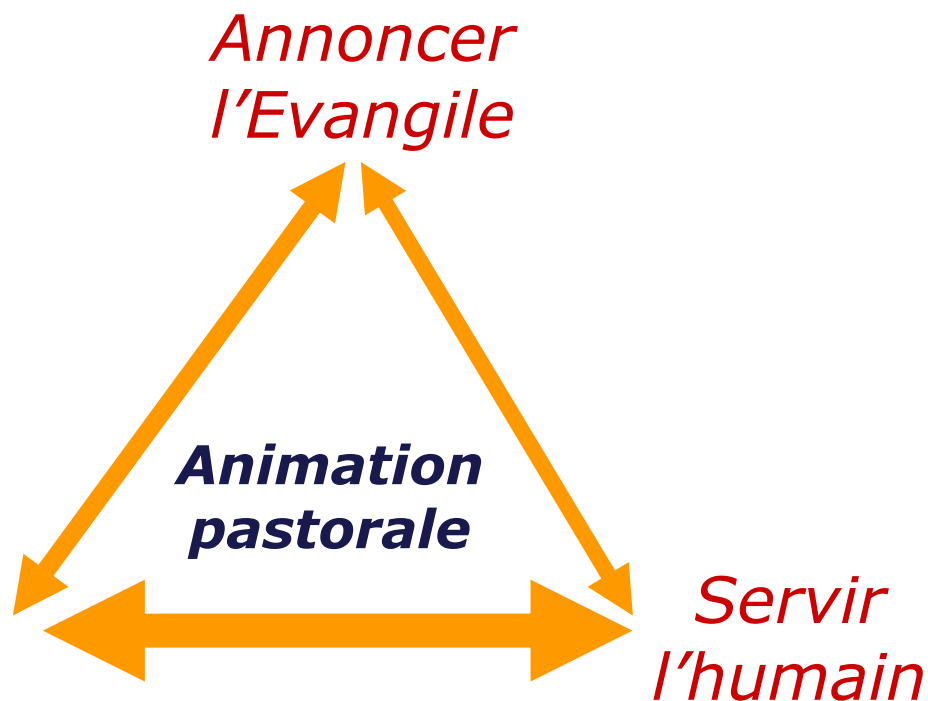 Annoncer
l’Evangile
Animation
pastorale
Servir
l’humain